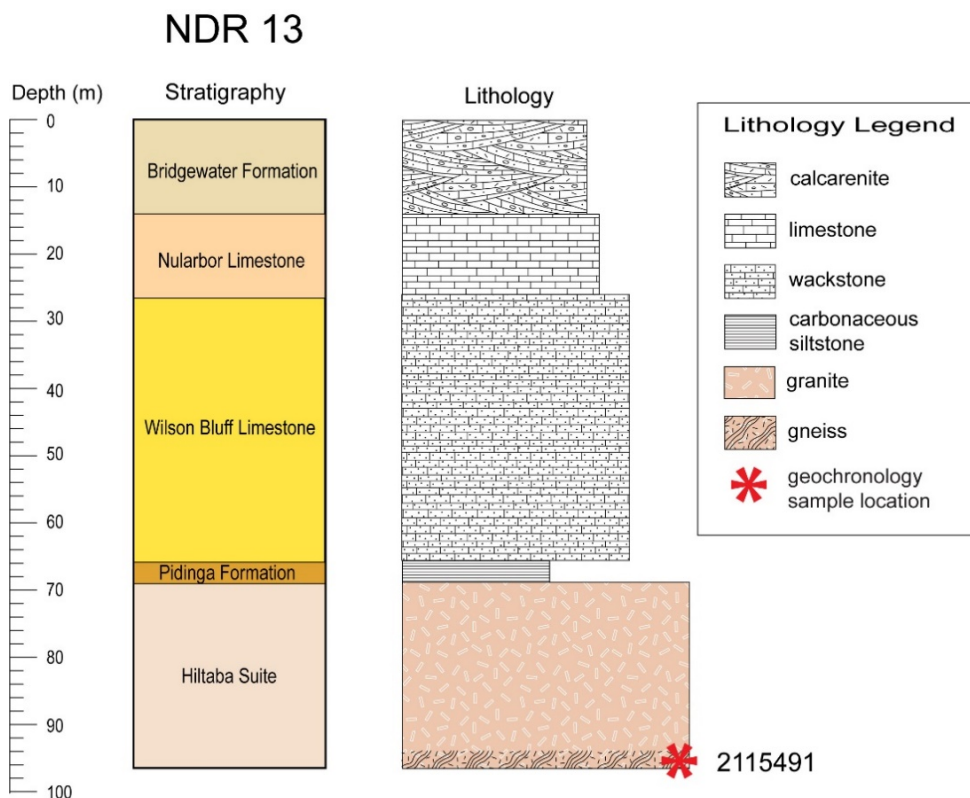 NDR 13
Depth (m)
Stratigraphy
Lithology
0
10
20
30
40
50
60
70
80
90
100
Bridgewater Formation
Nularbor Limestone
Wilson Bluff Limestone
Pidinga Formation
Hiltaba Suite
2115491
Lithology Legend
calcarenite
limestone
wackstone
carbonaceous
siltstone
granite
gneiss
geochronology
sample location